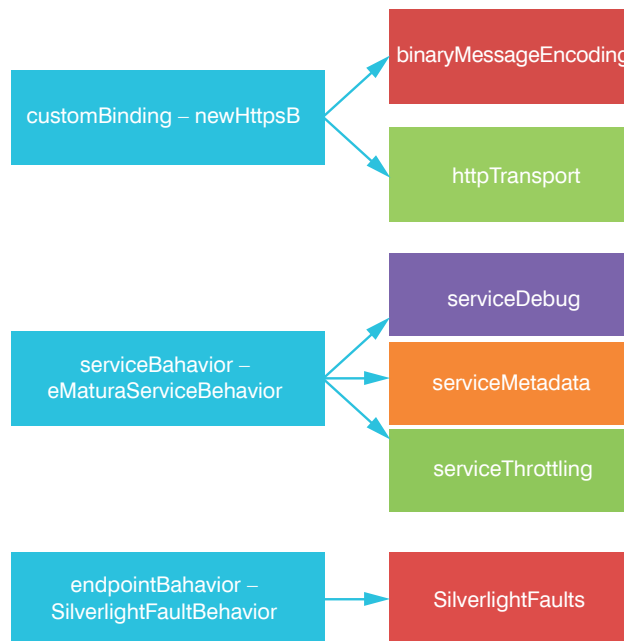 binaryMessageEncoding
customBinding – newHttpsB
httpTransport
serviceDebug
serviceBahavior –
eMaturaServiceBehavior
serviceMetadata
serviceThrottling
endpointBahavior –
SilverlightFaultBehavior
SilverlightFaults